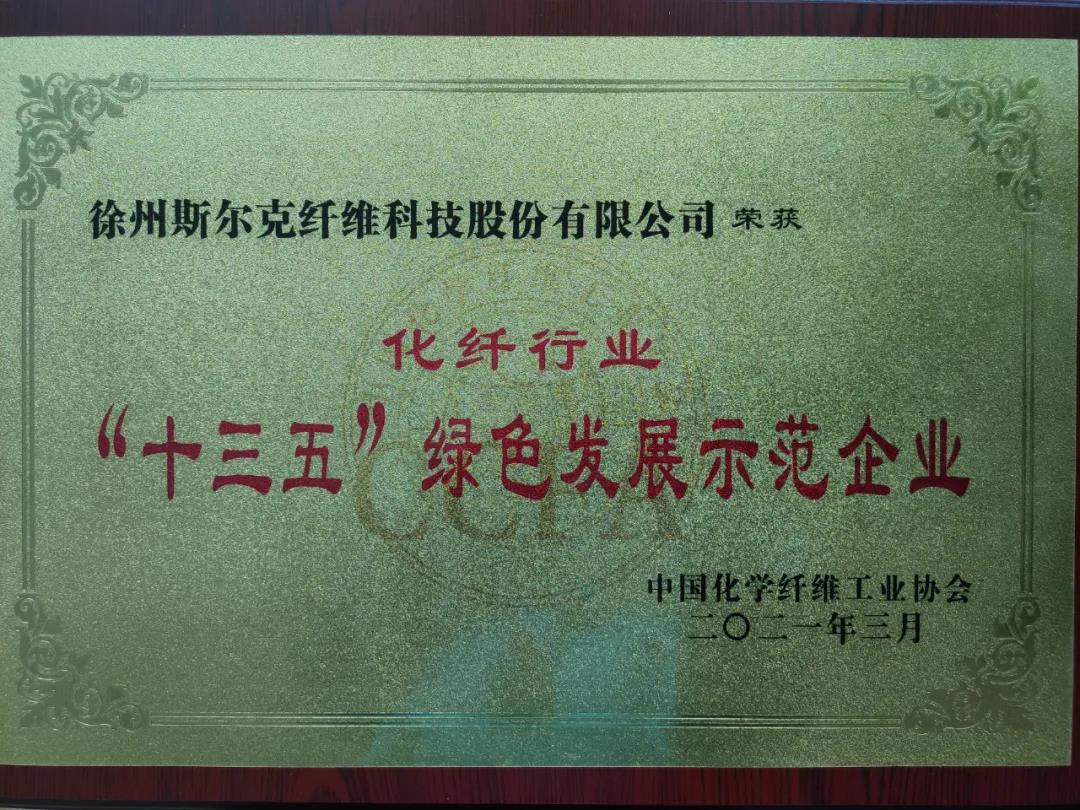 徐州斯尔克纤维科技股份有限公司 荣获
化纤行业
“十三五”绿色发展示范企业
CCFA
中国化学纤维工业协会
二〇二一年三月